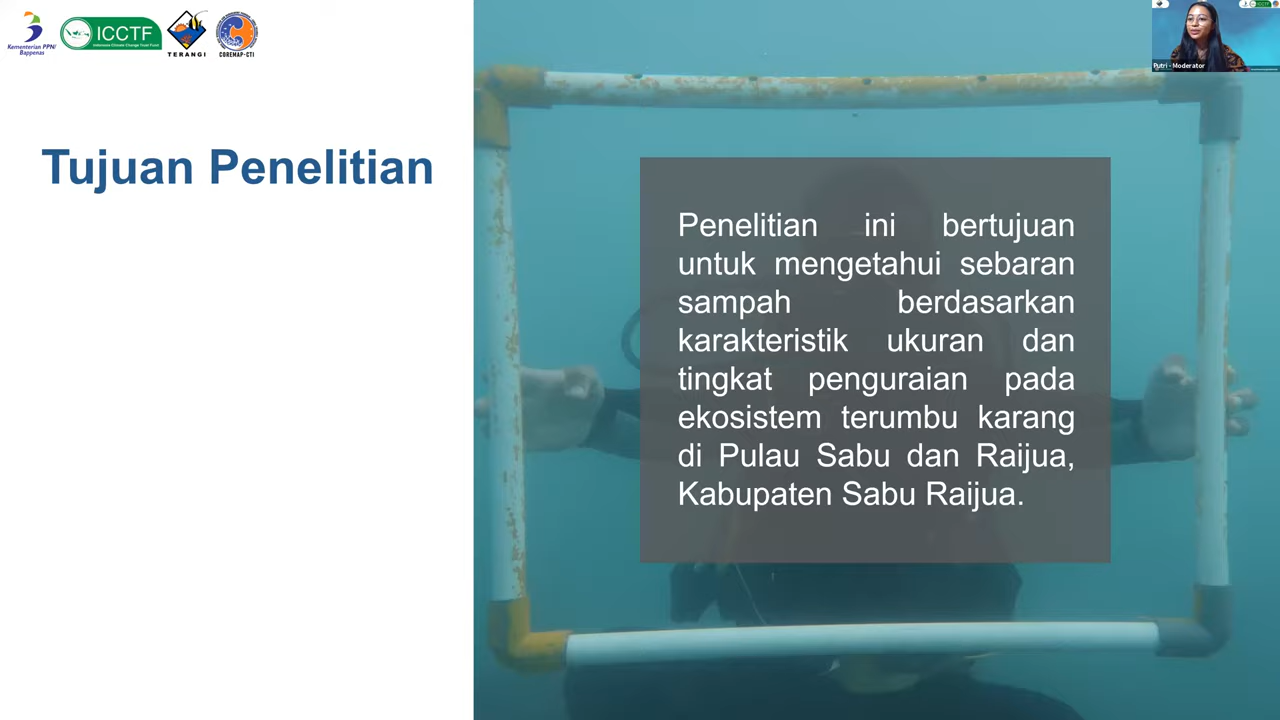 Kementerian PPN/
Bappenas
ICCTF
Indonesia Climate Change Trust Fund
TERANGI
COREMAP-CTI
Putri - Moderator
Tujuan Penelitian
Penelitian ini bertujuan
untuk mengetahui sebaran
sampah berdasarkan
karakteristik ukuran dan
tingkat penguraian pada
ekosistem terumbu karang
di Pulau Sabu dan Raijua,
Kabupaten Sabu Raijua.